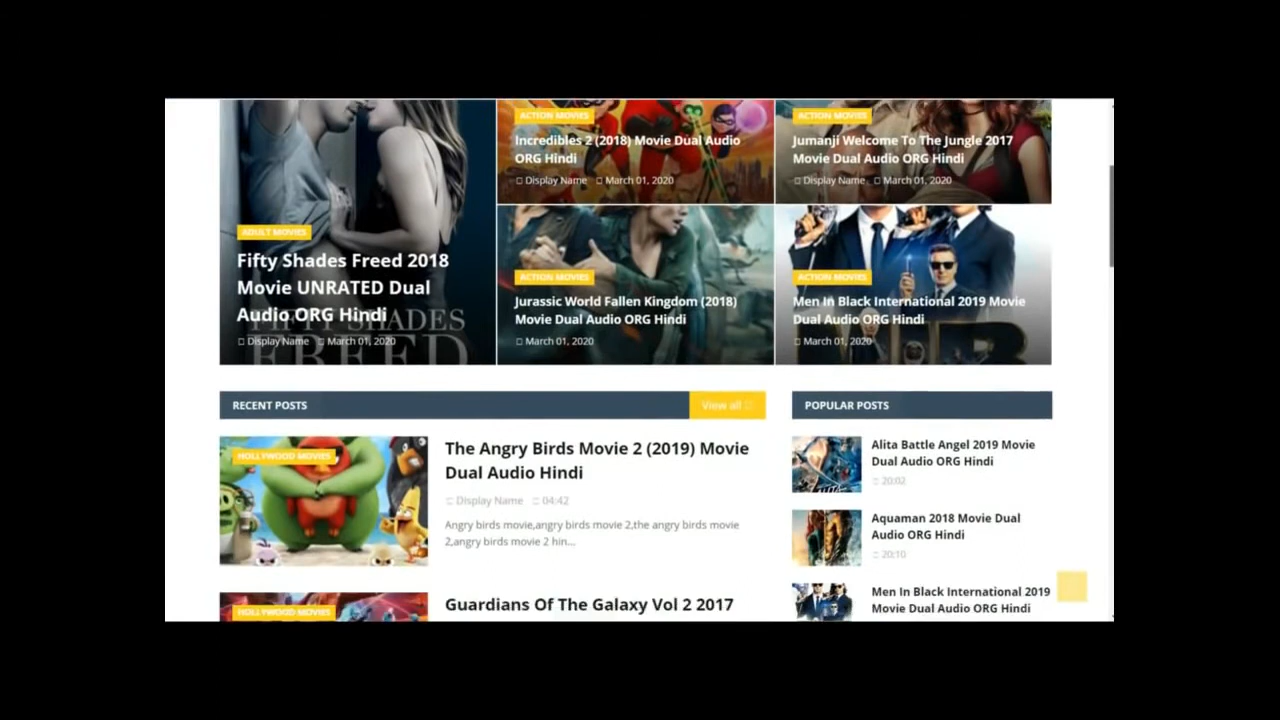 ADULT MOVIES
Fifty Shades Freed 2018
Movie UNRATED Dual
Audio ORG Hindi
FIFTY SHADES
FREED
Display Name March 01, 2020
ACTION MOVIES
Incredibles 2 (2018) Movie Dual Audio
ORG Hindi
Display Name March 01, 2020
ACTION MOVIES
Jumanji Welcome To The Jungle 2017
Movie Dual Audio ORG Hindi
Display Name March 01, 2020
ACTION MOVIES
Jurassic World Fallen Kingdom (2018)
Movie Dual Audio ORG Hindi
March 01, 2020
ACTION MOVIES
Men In Black International 2019 Movie
Dual Audio ORG Hindi
March 01, 2020
RECENT POSTS
View all
HOLLYWOOD MOVIES
The Angry Birds Movie 2 (2019) Movie
Dual Audio Hindi
Display Name 04:42
Angry birds movie,angry birds movie 2,the angry birds movie
2,angry birds movie 2 hin...
HOLLYWOOD MOVIES
Guardians Of The Galaxy Vol 2 2017
POPULAR POSTS
Alita Battle Angel 2019 Movie
Dual Audio ORG Hindi
20:02
Aquaman 2018 Movie Dual
Audio ORG Hindi
20:10
Men In Black International 2019
Movie Dual Audio ORG Hindi